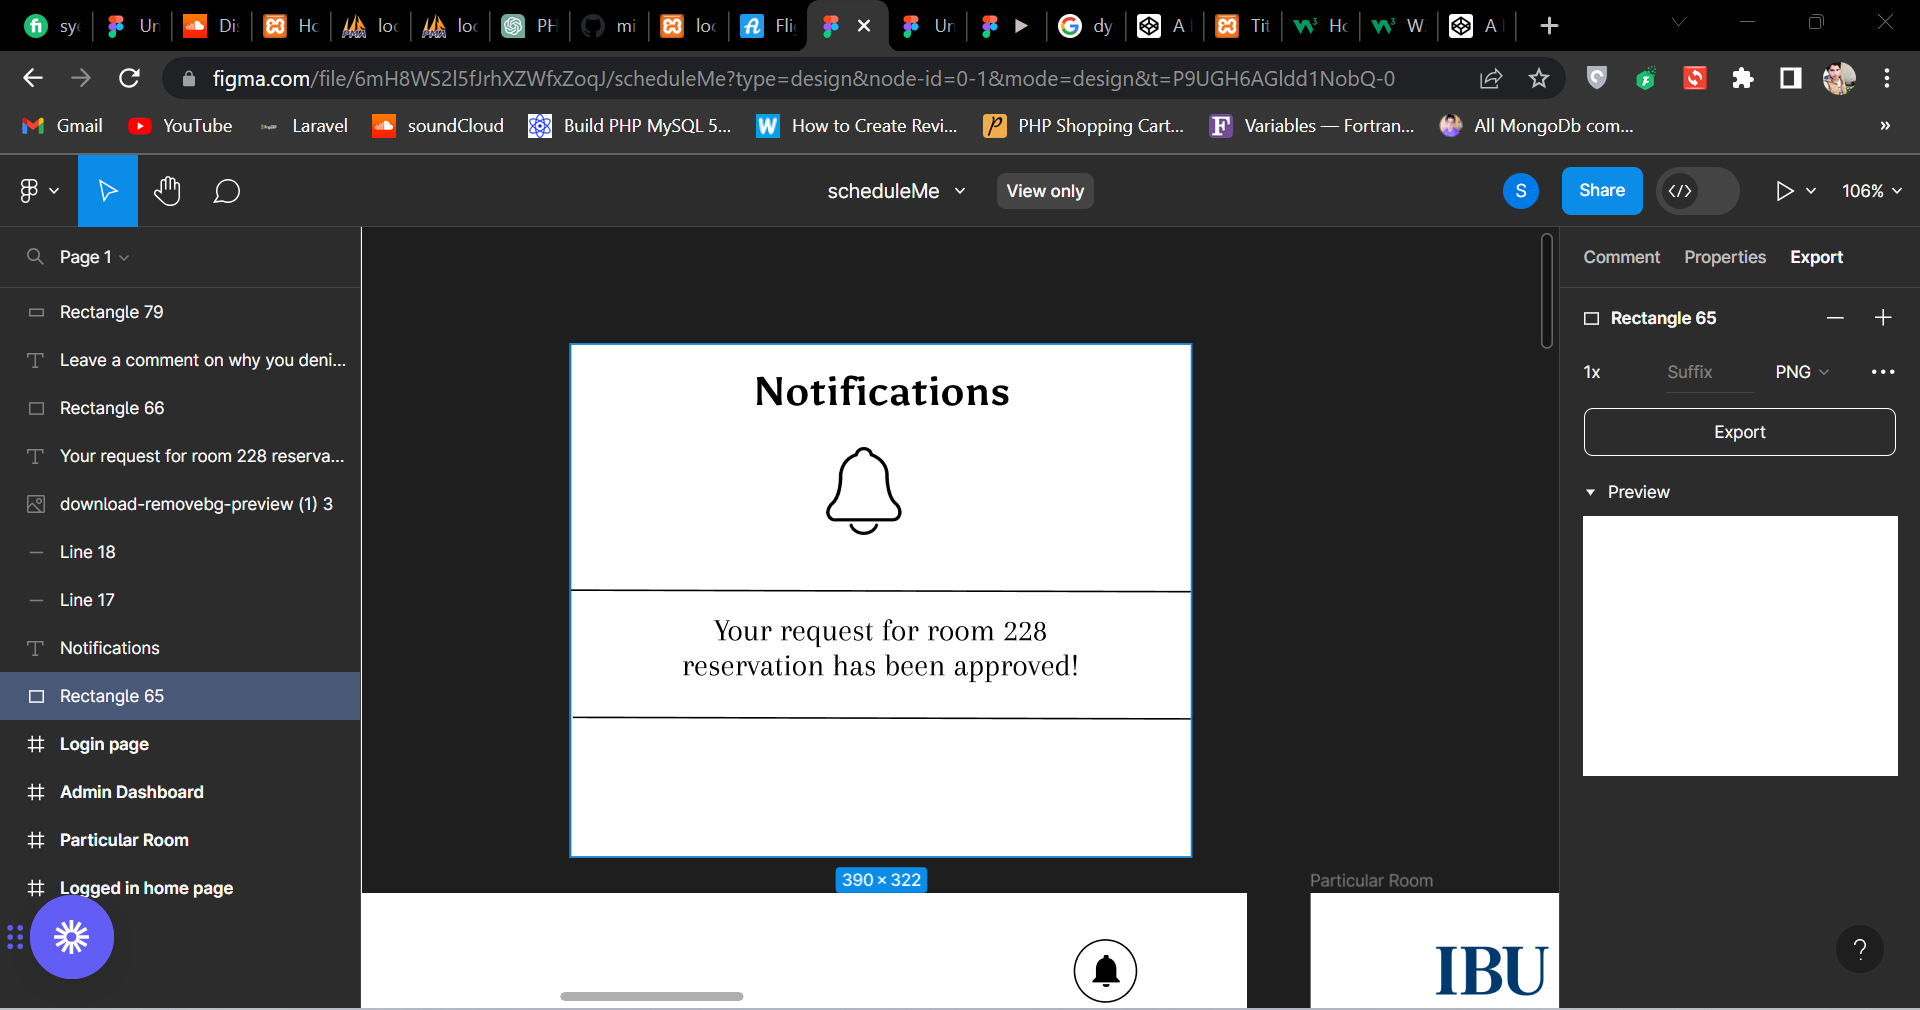 sy
Un
Dis
Ho
loc
loc
PH
mi
loc
Fli
Un
dy
A
Tit
Ho
W
A
figma.com/file/6mH8WS2l5fJrhXZWfxZoqJ/scheduleMe?type=design&node-id=0-1&mode=design&t=P9UGH6AGldd1NobQ-0
Gmail
YouTube
Laravel
soundCloud
Build PHP MySQL 5...
How to Create Revi...
PHP Shopping Cart...
Variables — Fortran...
All MongoDb com...
»
scheduleMe
View only
S
Share
106%
Page 1
Comment
Properties
Export
Rectangle 79
Leave a comment on why you deni...
Rectangle 66
Your request for room 228 reserva...
download-removebg-preview (1) 3
Line 18
Line 17
Notifications
Rectangle 65
Login page
Admin Dashboard
Particular Room
Logged in home page
Notifications
Your request for room 228
reservation has been approved!
390 × 322
Particular Room
IBU
Rectangle 65
1x
Suffix
PNG
Export
Preview
?